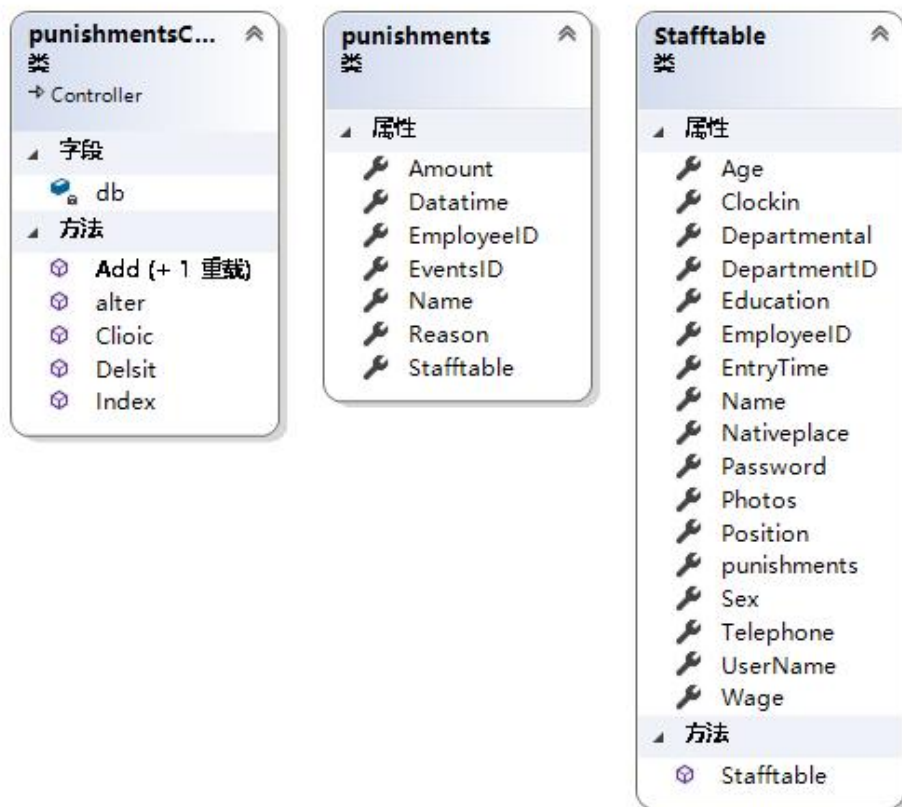 punishmentsC...
类
Controller
字段
db
方法
Add (+ 1 重载)
alter
Clioic
Delsit
Index
punishments
类
属性
Amount
Datatime
EmployeeID
EventsID
Name
Reason
Stafftable
Stafftable
类
属性
Age
Clockin
Departmental
DepartmentID
Education
EmployeeID
EntryTime
Name
Nativeplace
Password
Photos
Position
punishments
Sex
Telephone
UserName
Wage
方法
Stafftable